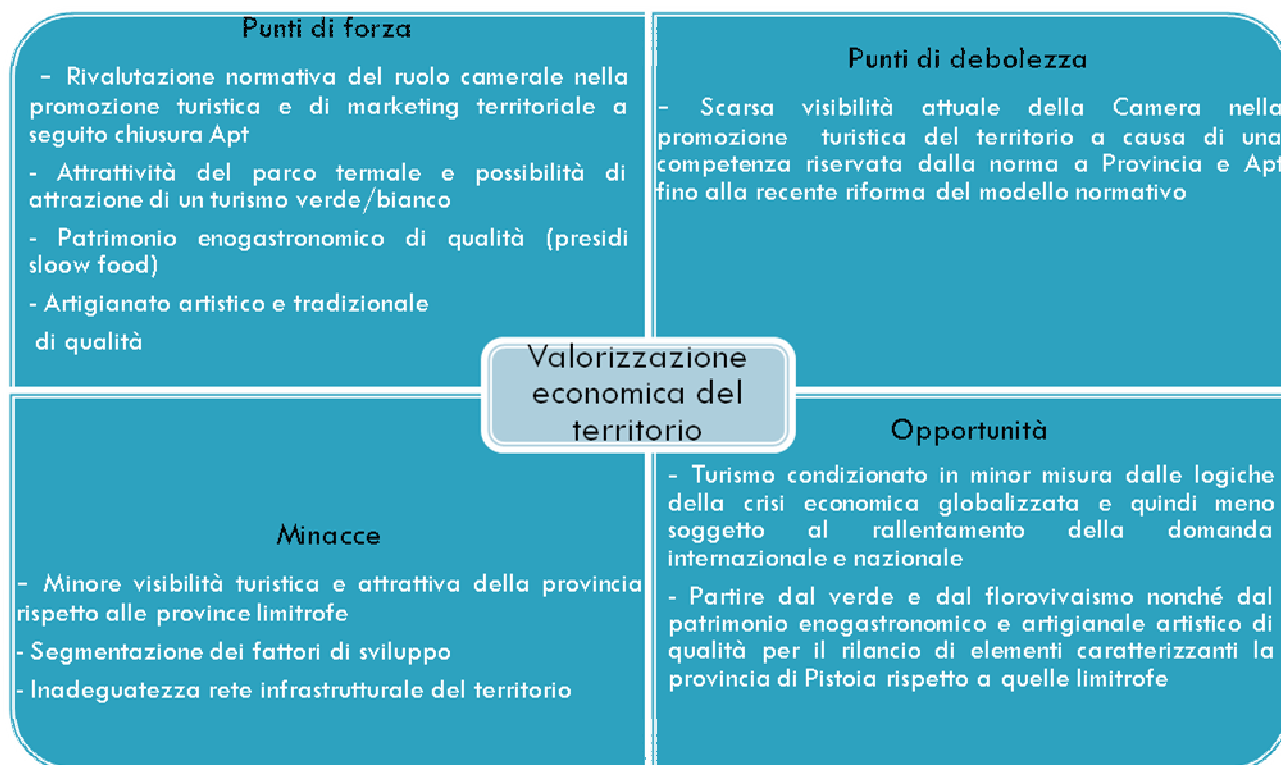 Punti di forza
- Rivalutazione normativa del ruolo camerale nella
promozione turistica e di marketing territoriale a
seguito chiusura Apt
- Attrattività del parco termale e possibilità di
attrazione di un turismo verde/bianco
- Patrimonio enogastronomico di qualità (presidi
sloow food)
- Artigianato artistico e tradizionale
di qualità
Punti di debolezza
- Scarsa visibilità attuale della Camera nella
promozione turistica del territorio a causa di una
competenza riservata dalla norma a Provincia e Apt
fino alla recente riforma del modello normativo
Valorizzazione
economica del
territorio
Minacce
- Minore visibilità turistica e attrattiva della provincia
rispetto alle province limitrofe
- Segmentazione dei fattori di sviluppo
- Inadeguatezza rete infrastrutturale del territorio
Opportunità
- Turismo condizionato in minor misura dalle logiche
della crisi economica globalizzata e quindi meno
soggetto al rallentamento della domanda
internazionale e nazionale
- Partire dal verde e dal florovivaismo nonché dal
patrimonio enogastronomico e artigianale artistico di
qualità per il rilancio di elementi caratterizzanti la
provincia di Pistoia rispetto a quelle limitrofe